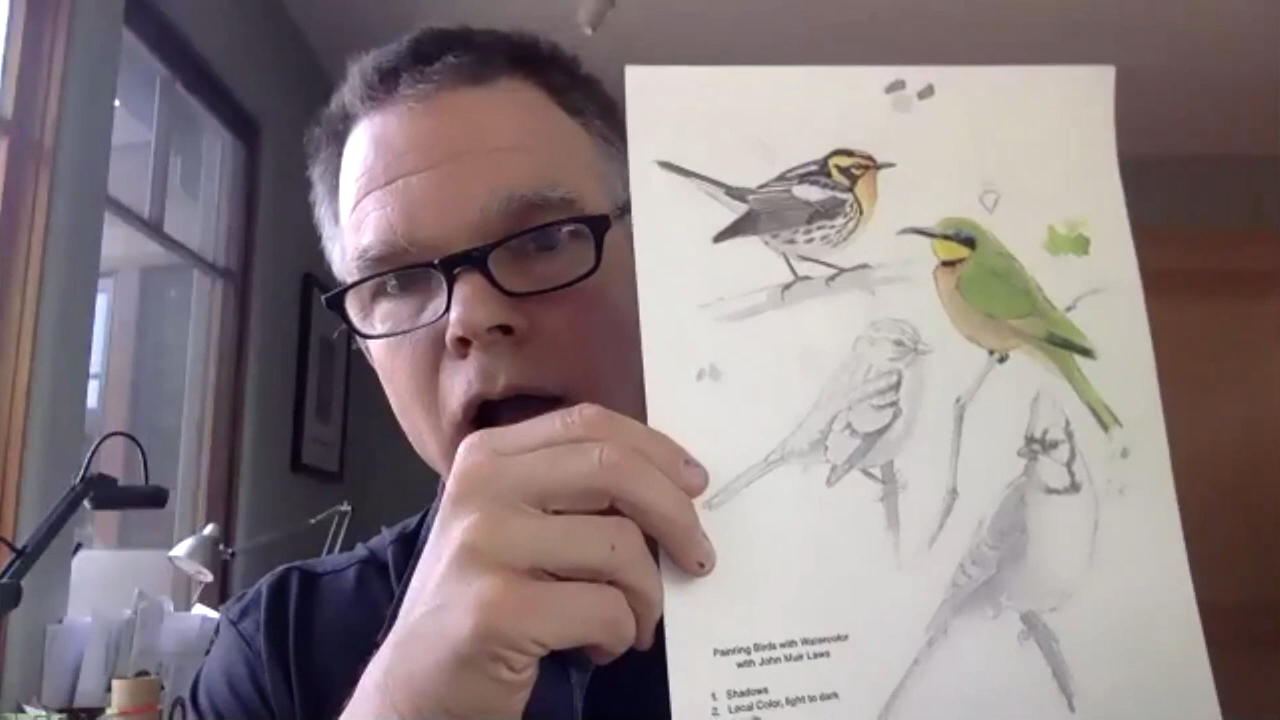 Painting Birds with Watercolor
with John Muir Laws
1. Shadows
2. Local Color, light to dark